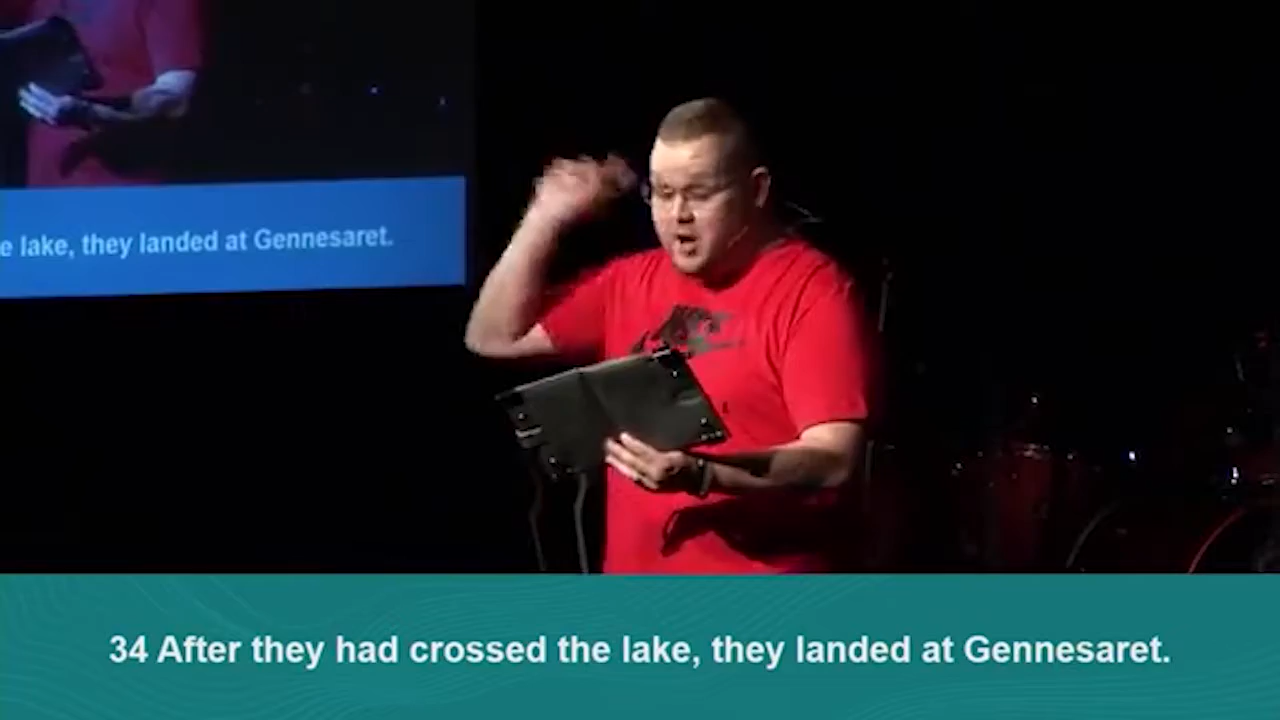 e lake, they landed at Gennesaret.
34 After they had crossed the lake, they landed at Gennesaret.